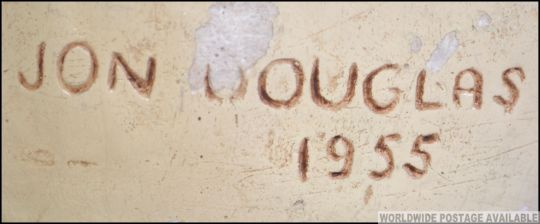 JON DOUGLAS
1955
WORLDWIDE POSTAGE AVAILABLE